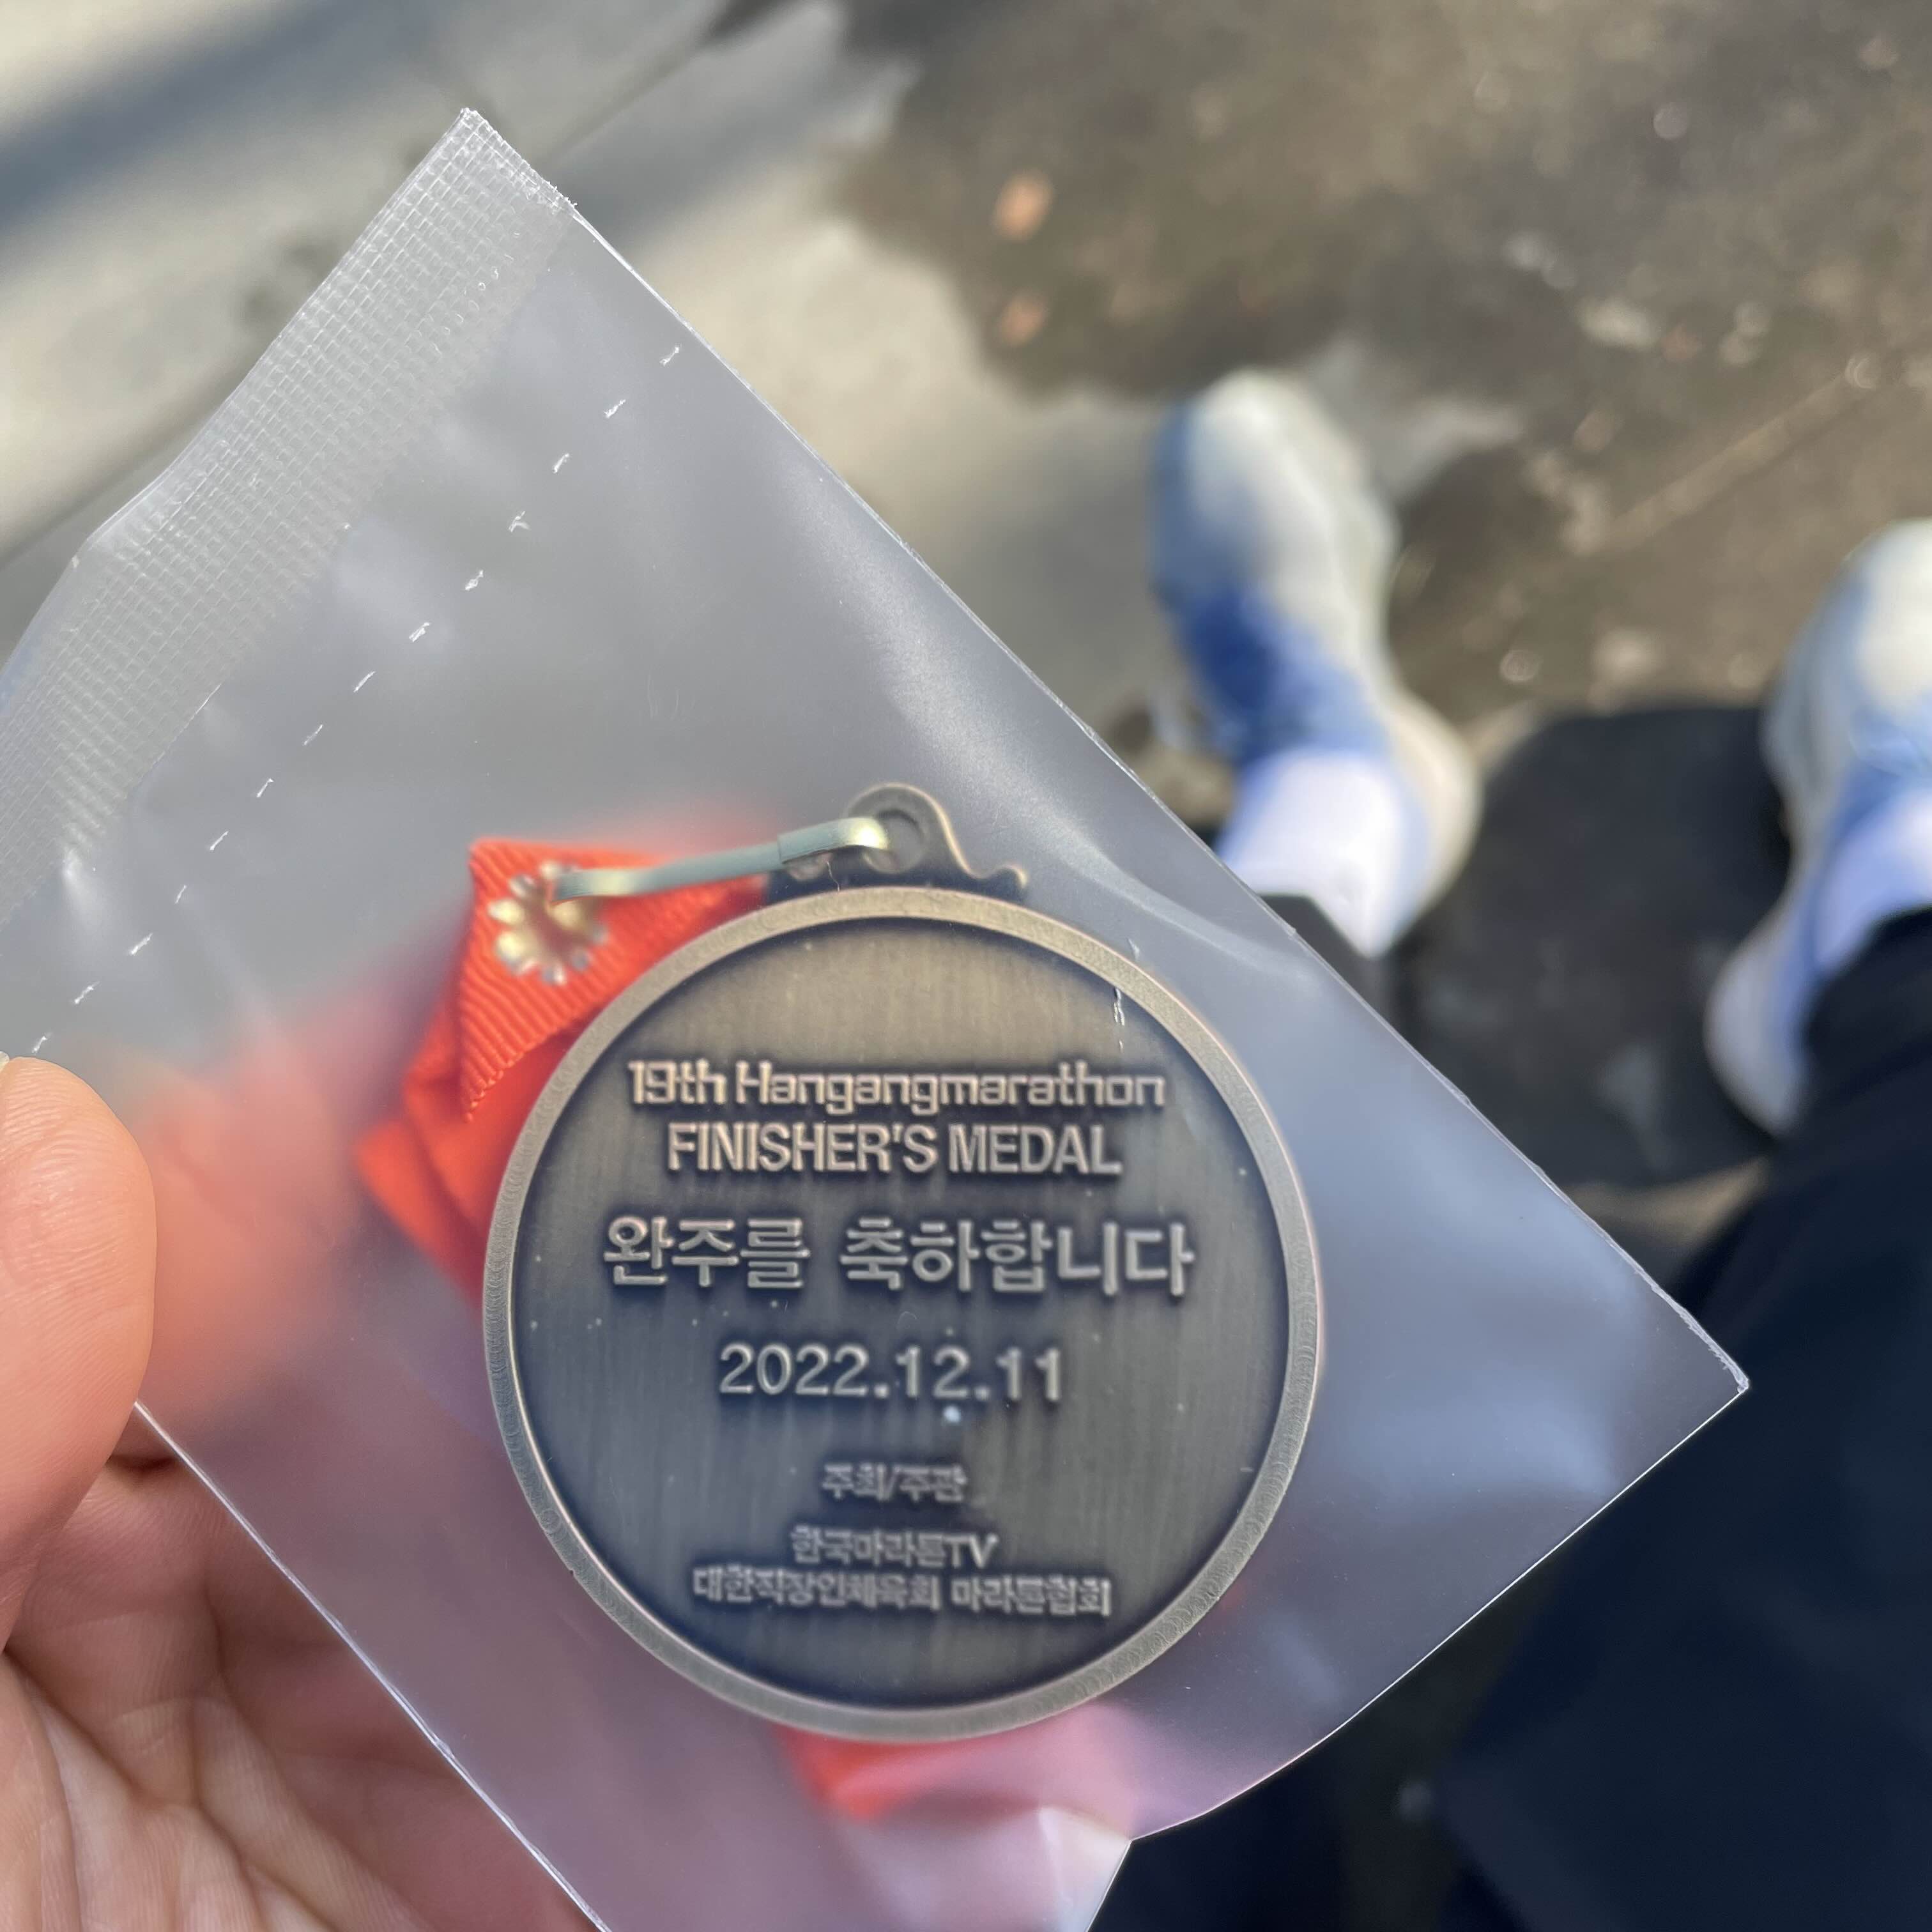 19th Hangangmarathon
FINISHER'S MEDAL
완주를 축하합니다
2022.12.11
주최/주관
한국마라톤TV
대한직장인체육회 마라톤협회